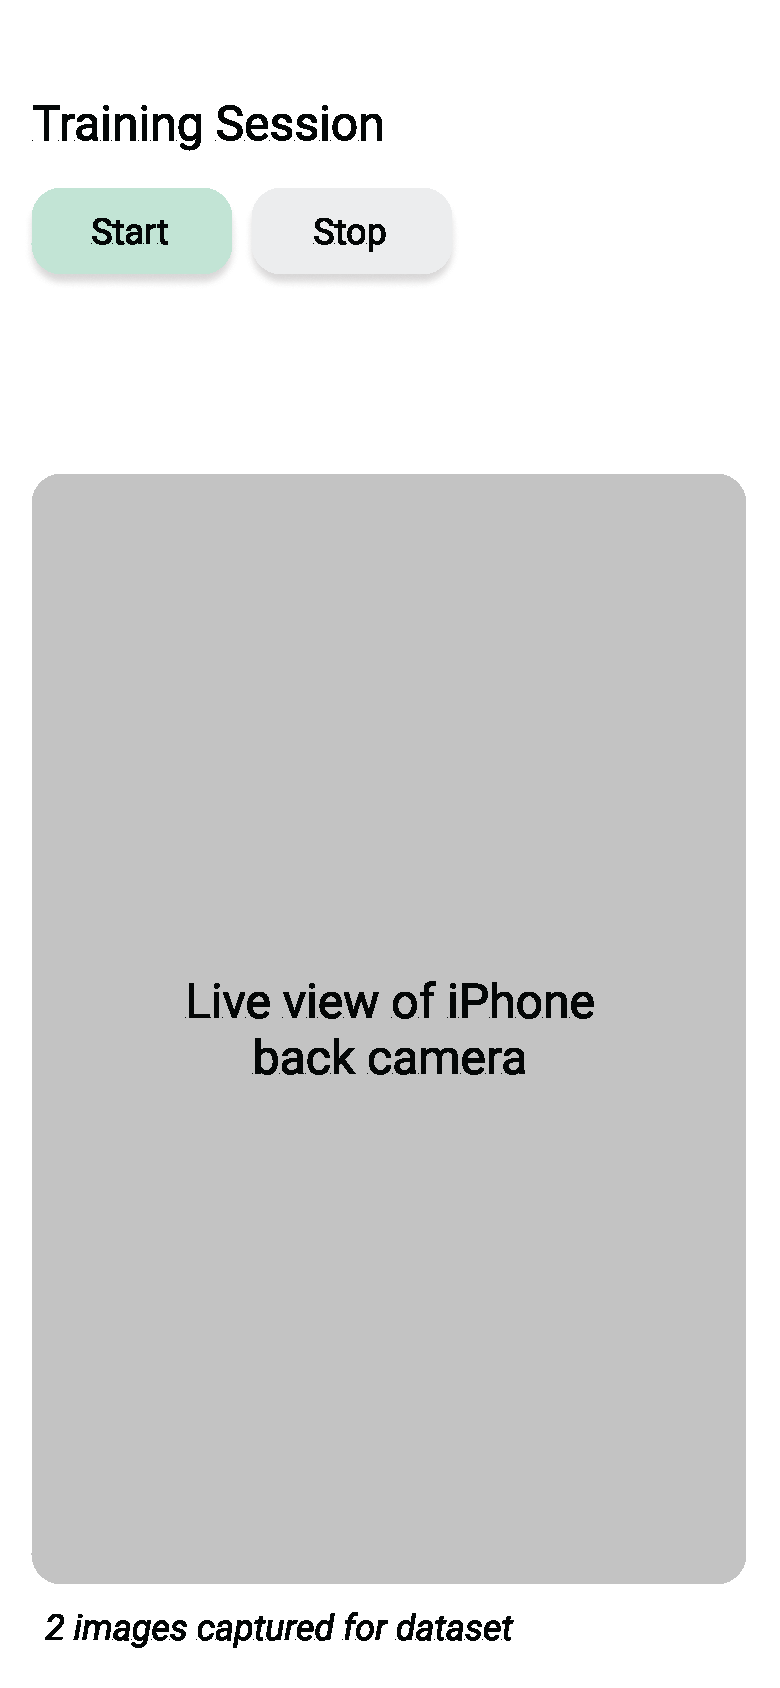 Training Session
Start Stop
Live view of iPhone
back camera
2 images captured for dataset